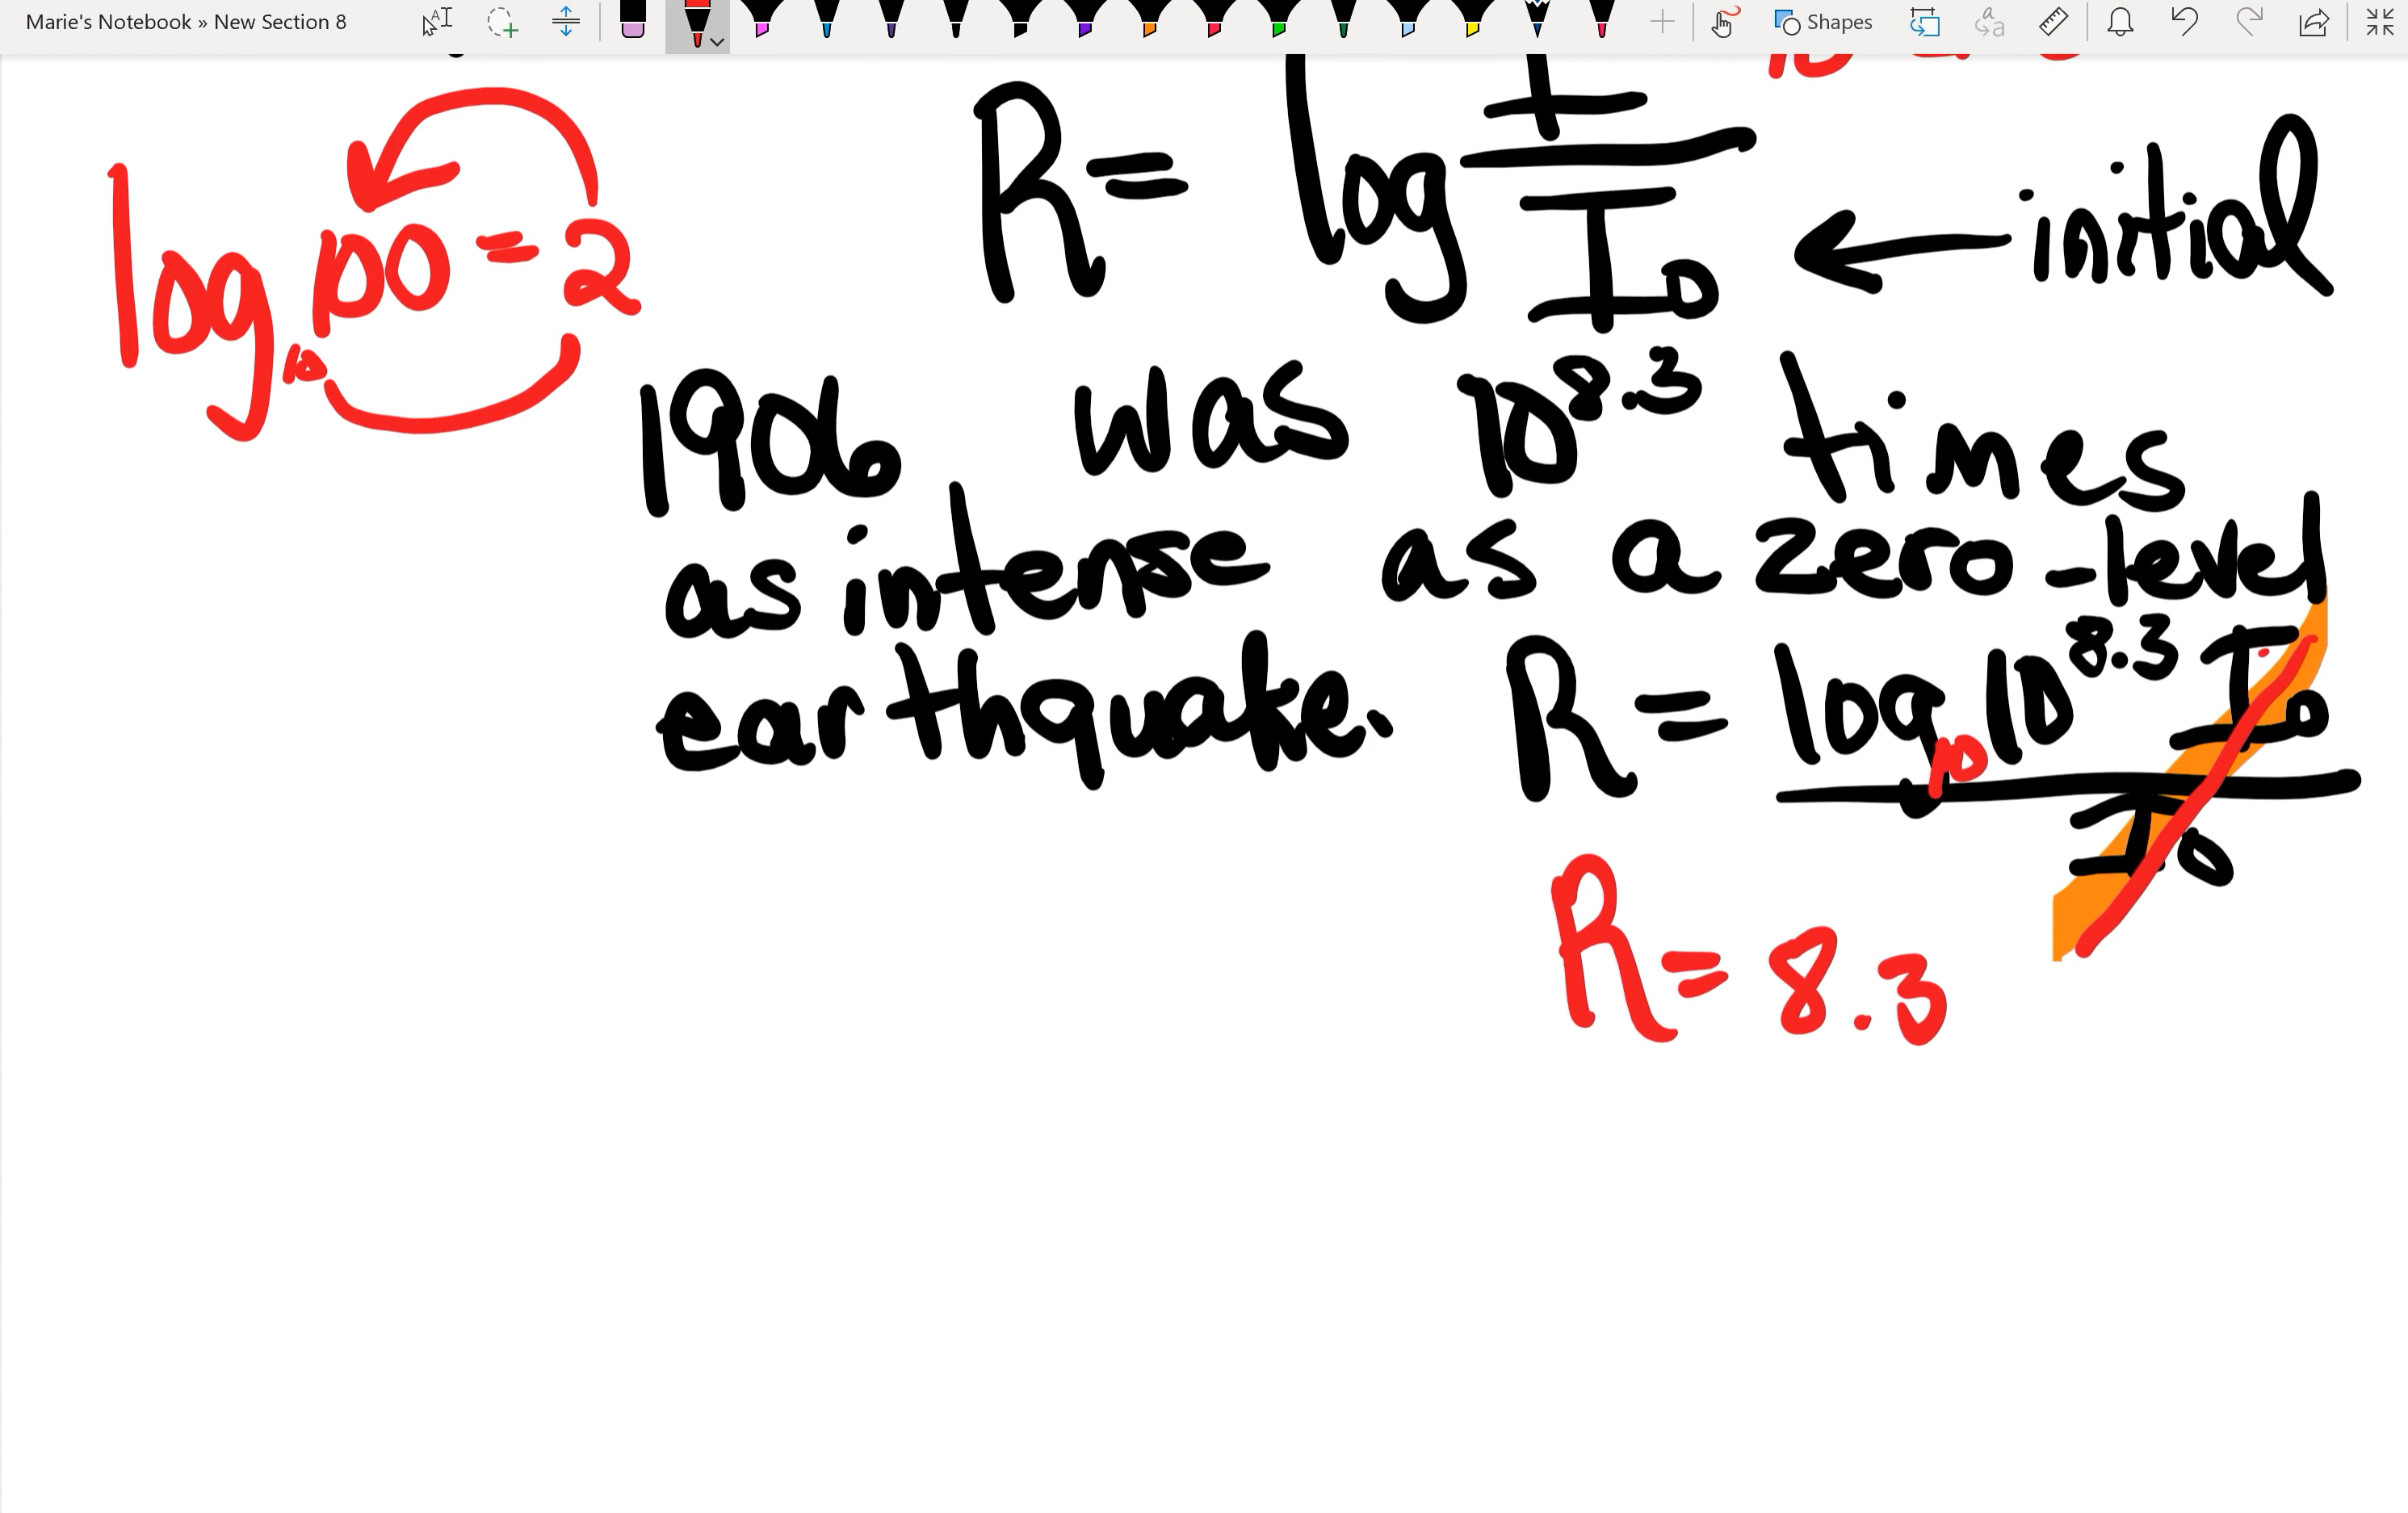 Marie's Notebook » New Section 8
Shapes
R = log I / I₀ ← initial
log₁₀ 100 = 2
1906 was 10^8.3 times
as intense as a zero-level
earthquake. R = log₁₀ 10^8.3 I₀ / I₀
R = 8.3